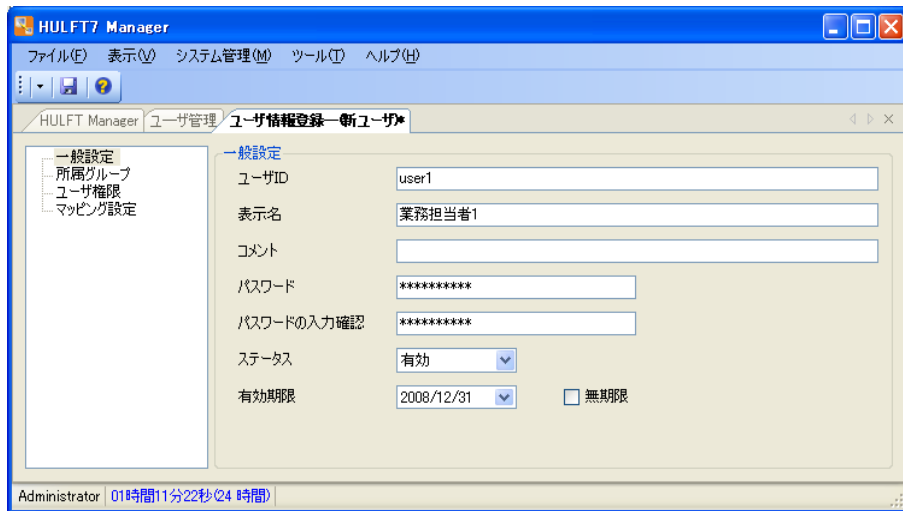 HULFT7 Manager
ファイル(F) 表示(V) システム管理(M) ツール(T) ヘルプ(H)
HULFT Manager ユーザ管理 ユーザ情報登録―(新ユーザ)*
一般設定
所属グループ
ユーザ権限
マッピング設定
一般設定
ユーザID user1
表示名 業務担当者1
コメント
パスワード **********
パスワードの入力確認 **********
ステータス 有効
有効期限 2008/12/31 無期限
Administrator 01時間11分22秒(24 時間)